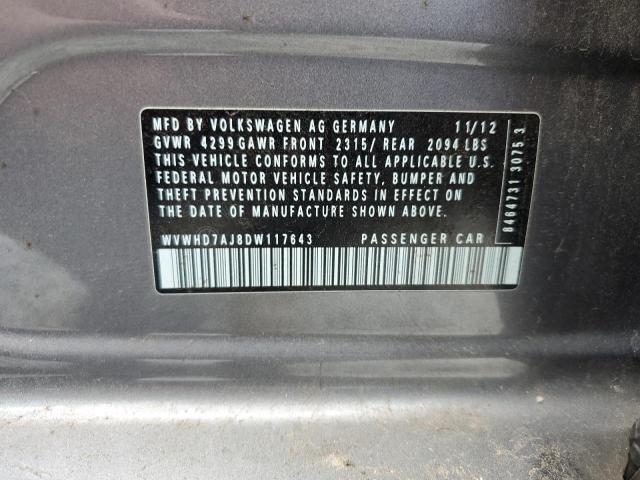 MFD BY VOLKSWAGEN AG GERMANY 11/12
GVWR 4299 GAWR FRONT 2315/ REAR 2094 LBS
THIS VEHICLE CONFORMS TO ALL APPLICABLE U.S.
FEDERAL MOTOR VEHICLE SAFETY, BUMPER AND
THEFT PREVENTION STANDARDS IN EFFECT ON
THE DATE OF MANUFACTURE SHOWN ABOVE.
WVWHD7AJ8DW117643 PASSENGER CAR
8464731 3075 3